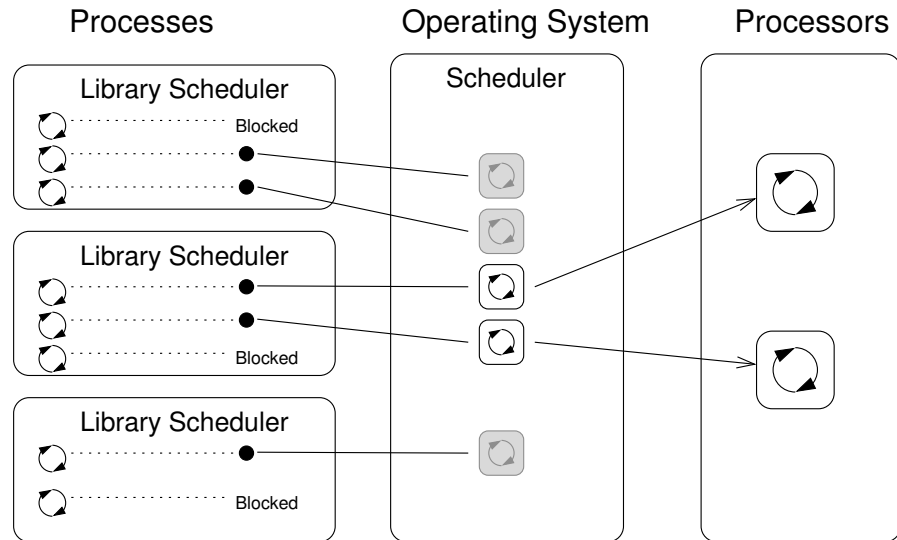 Processes
Operating System
Processors
Library Scheduler
Blocked
Library Scheduler
Blocked
Library Scheduler
Blocked
Scheduler